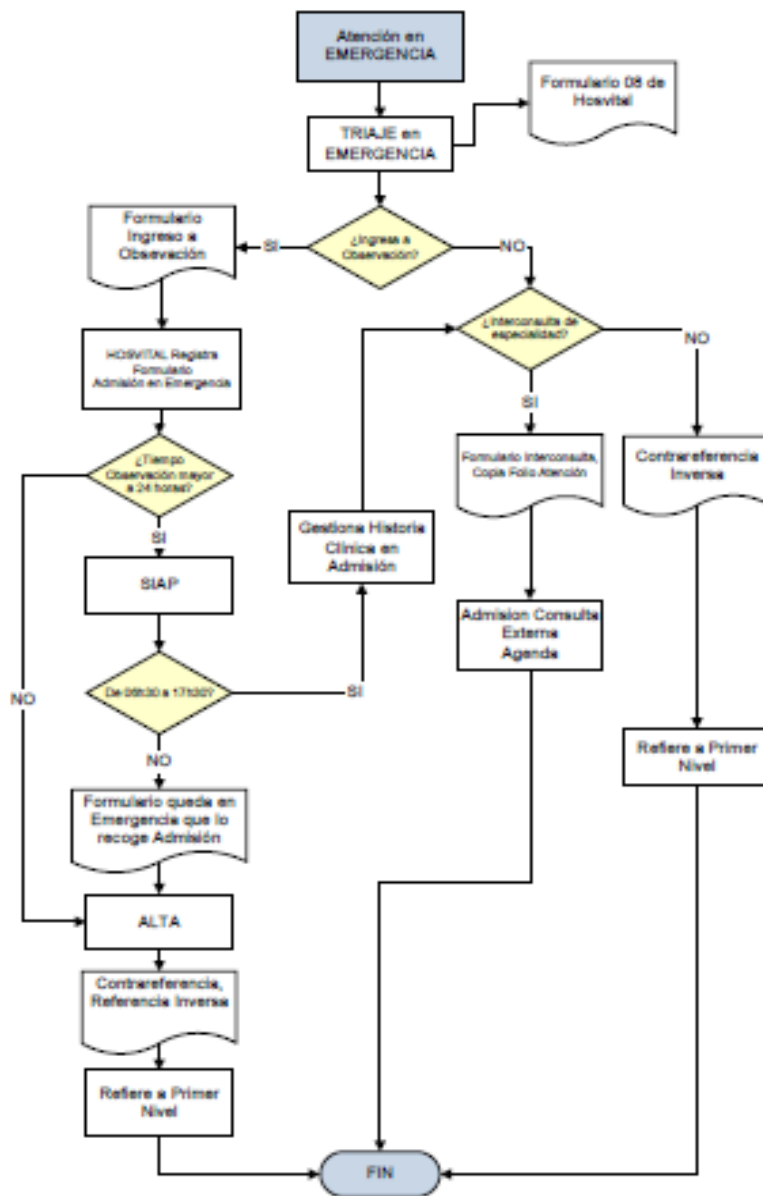 Atención en
EMERGENCIA
Formulario 08 de
Hosvital
TRIAJE en
EMERGENCIA
Formulario
Ingreso a
Obsevación
SI
¿Ingresa a
Observación?
NO
¿Interconsulta de
especialidad?
HOSVITAL Registra
Formulario
Admisión en Emergencia
NO
SI
¿Tiempo
Observación mayor
a 24 horas?
Formulario Interconsulta,
Copia Folio Atención
Contrareferencia
Inversa
SI
Gestiona Historia
Clínica en
Admisión
SIAP
Admision Consulta
Externa
Agenda
NO
De a 17h30?
SI
Refiere a Primer
Nivel
NO
Formulario queda en
Emergencia que lo
recoge Admisión
ALTA
Contrareferencia,
Referencia Inversa
Refiere a Primer
Nivel
FIN